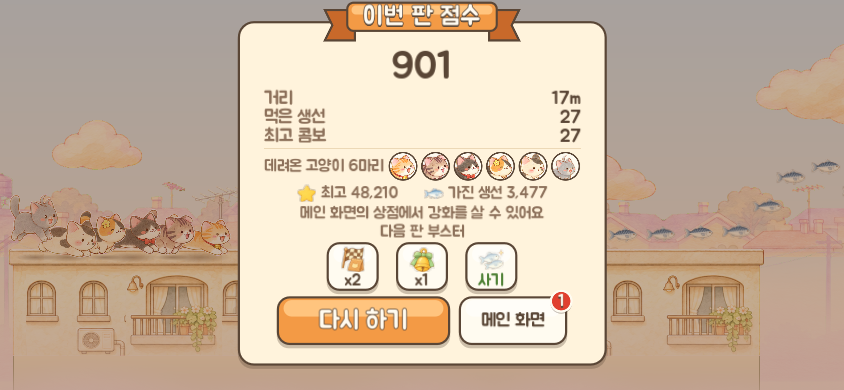 이번 판 점수
901
거리 17m
먹은 생선 27
최고 콤보 27
데려온 고양이 6마리
최고 48,210 가진 생선 3,477
메인 화면의 상점에서 강화를 살 수 있어요
다음 판 부스터
x2 x1 사기
다시 하기 메인 화면 1